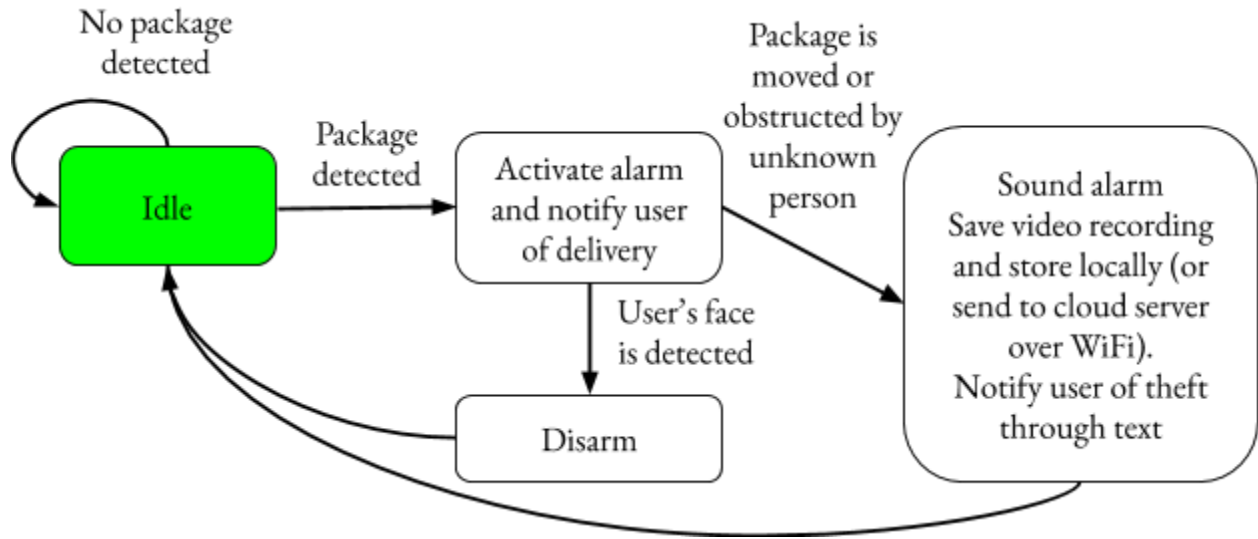 No package
detected
Idle
Package
detected
Activate alarm
and notify user
of delivery
Package is
moved or
obstructed by
unknown
person
User’s face
is detected
Disarm
Sound alarm
Save video recording
and store locally (or
send to cloud server
over WiFi).
Notify user of theft
through text